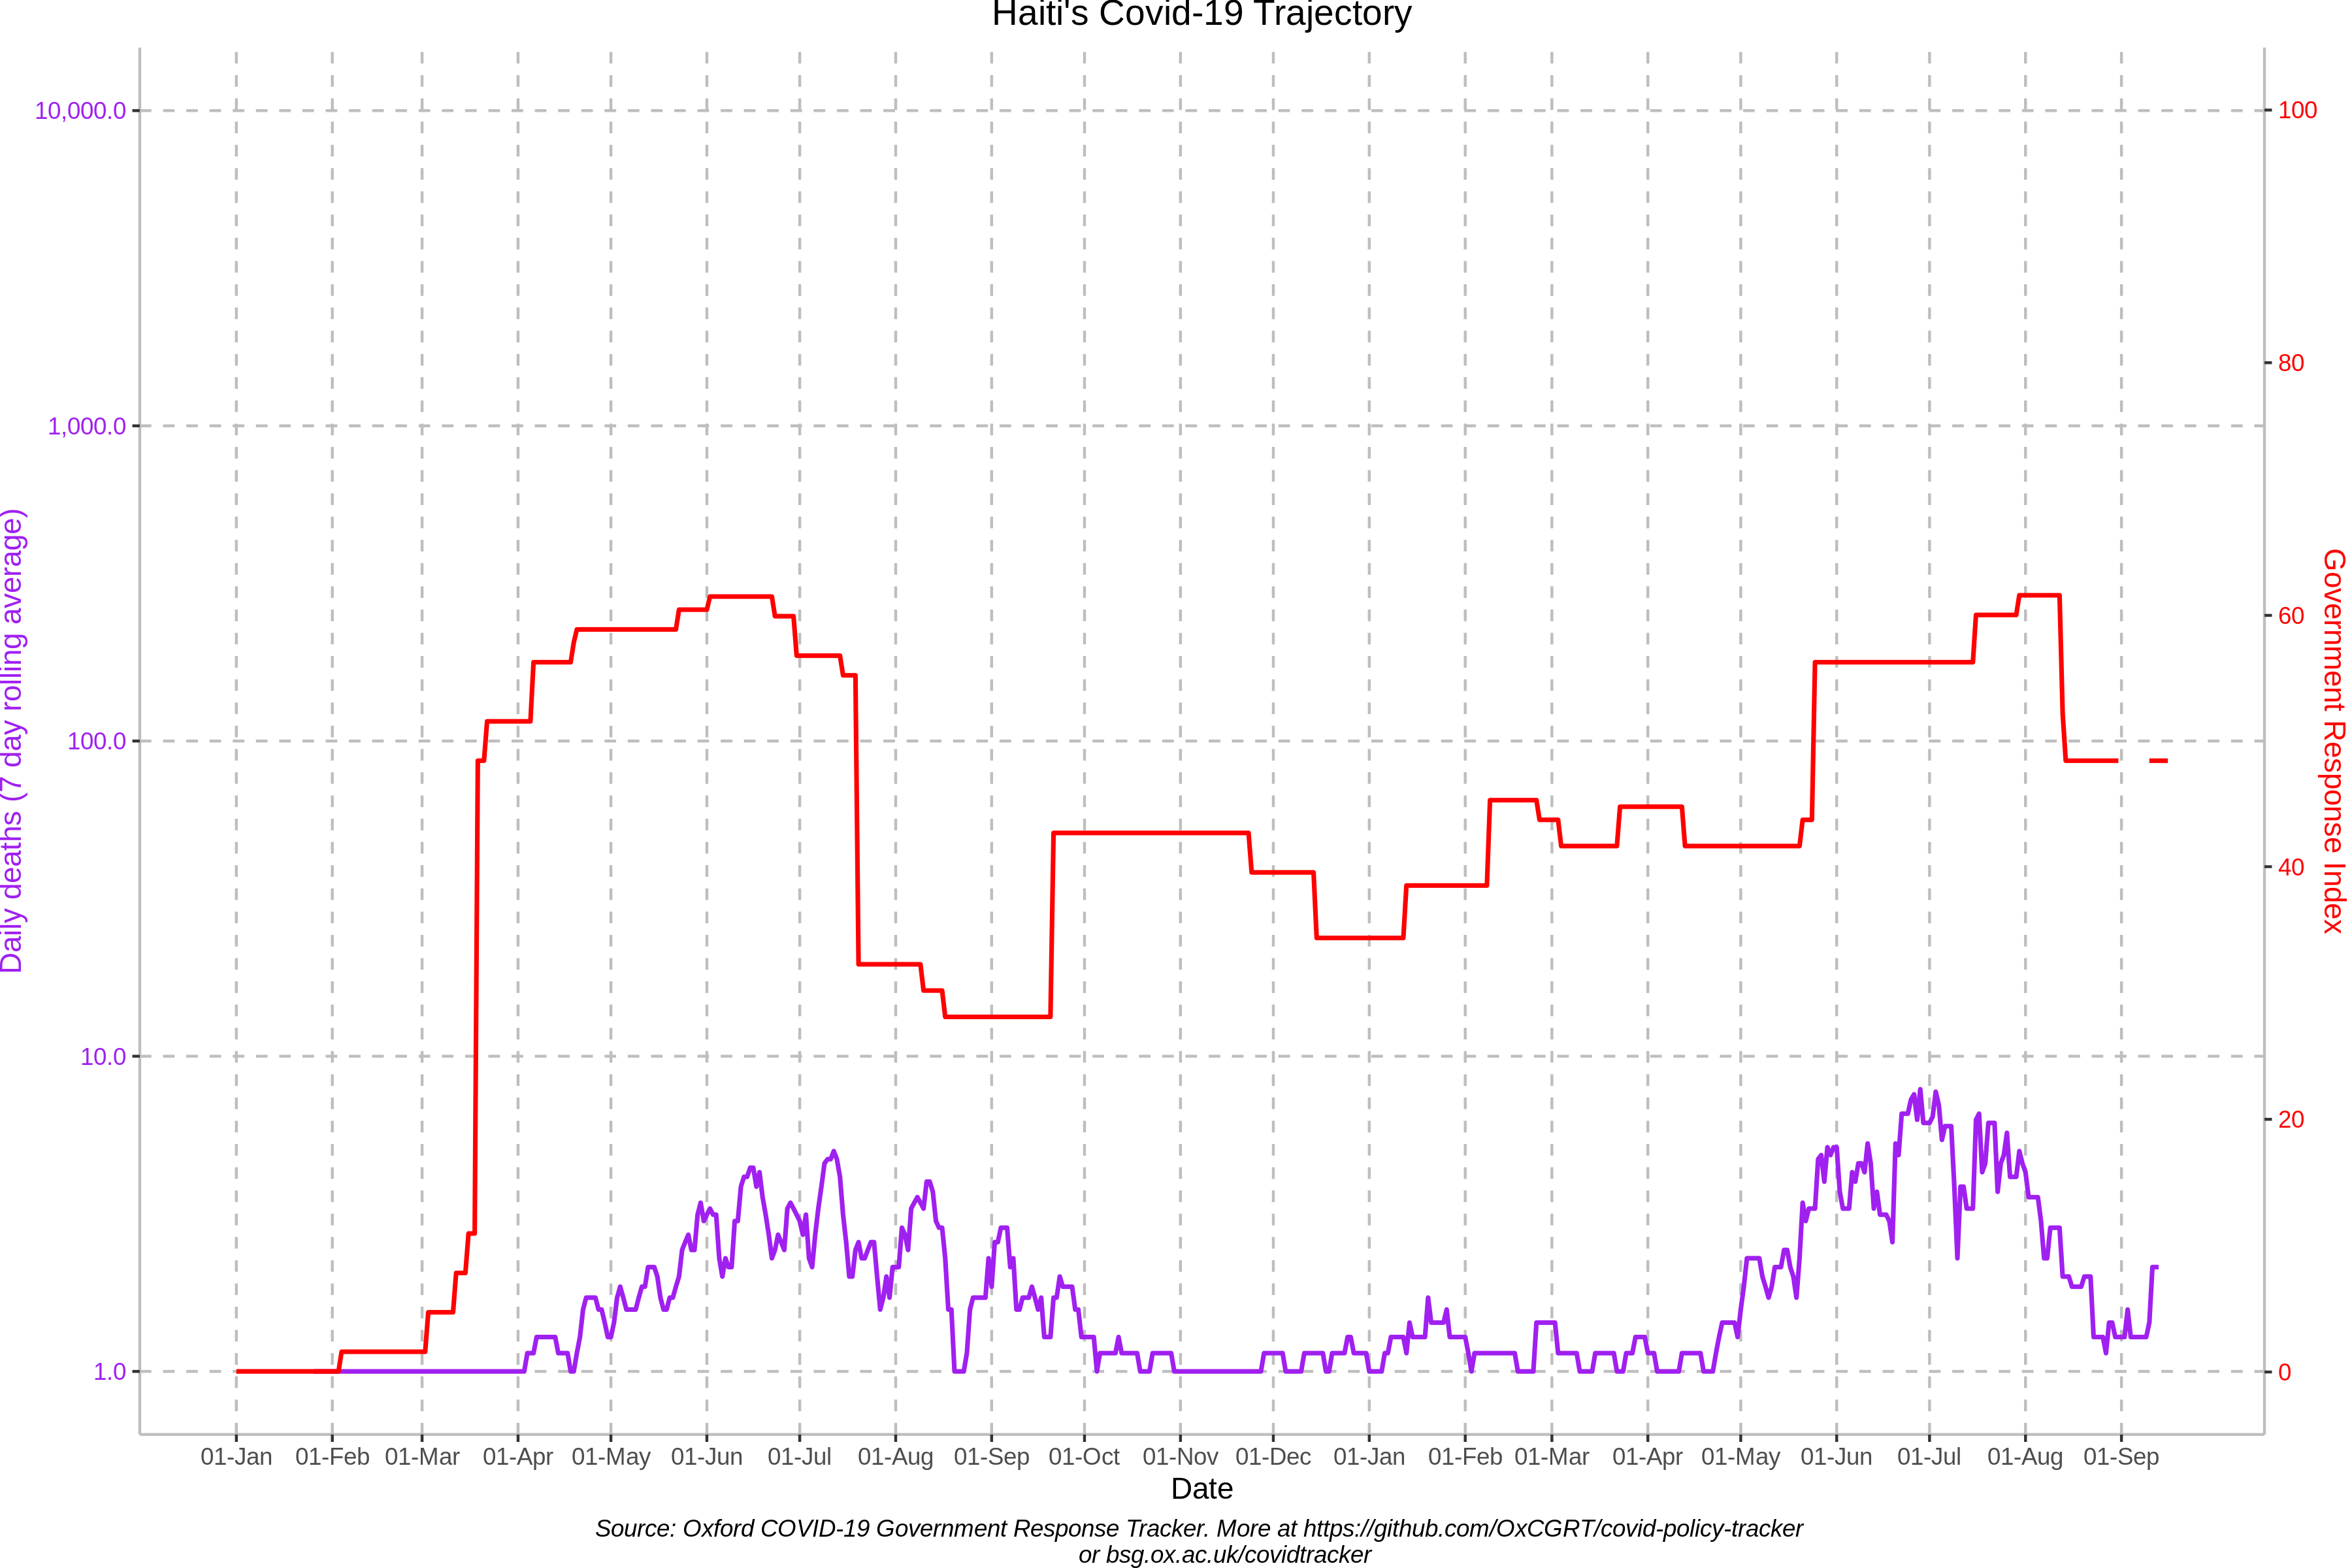 Haiti's Covid-19 Trajectory
10,000.0
1,000.0
100.0
10.0
1.0
Daily deaths (7 day rolling average)
100
80
60
40
20
0
Government Response Index
01-Jan 01-Feb 01-Mar 01-Apr 01-May 01-Jun 01-Jul 01-Aug 01-Sep 01-Oct 01-Nov 01-Dec 01-Jan 01-Feb 01-Mar 01-Apr 01-May 01-Jun 01-Jul 01-Aug 01-Sep
Date
Source: Oxford COVID-19 Government Response Tracker. More at https://github.com/OxCGRT/covid-policy-tracker
or bsg.ox.ac.uk/covidtracker